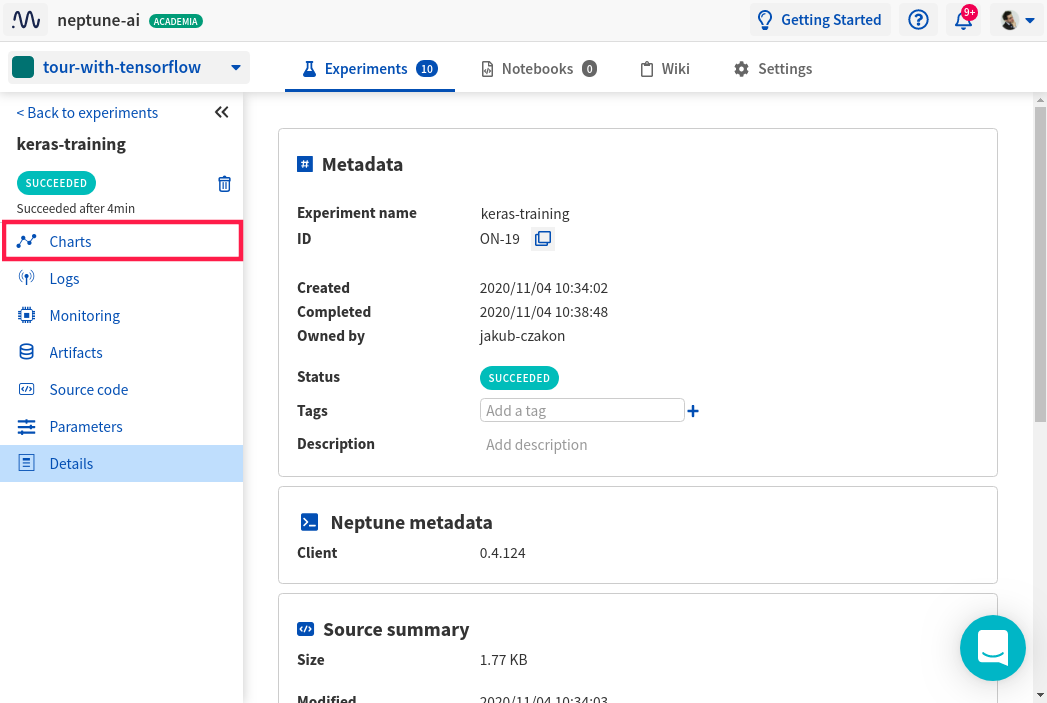 neptune-ai ACADEMIA Getting Started 9+
tour-with-tensorflow Experiments 10 Notebooks 0 Wiki Settings
< Back to experiments
keras-training
SUCCEEDED
Succeeded after 4min
Charts
Logs
Monitoring
Artifacts
Source code
Parameters
Details
Metadata
Experiment name keras-training
ID ON-19
Created 2020/11/04 10:34:02
Completed 2020/11/04 10:38:48
Owned by jakub-czakon
Status SUCCEEDED
Tags Add a tag
Description Add description
Neptune metadata
Client 0.4.124
Source summary
Size 1.77 KB
Modified 2020/11/04 10:34:03